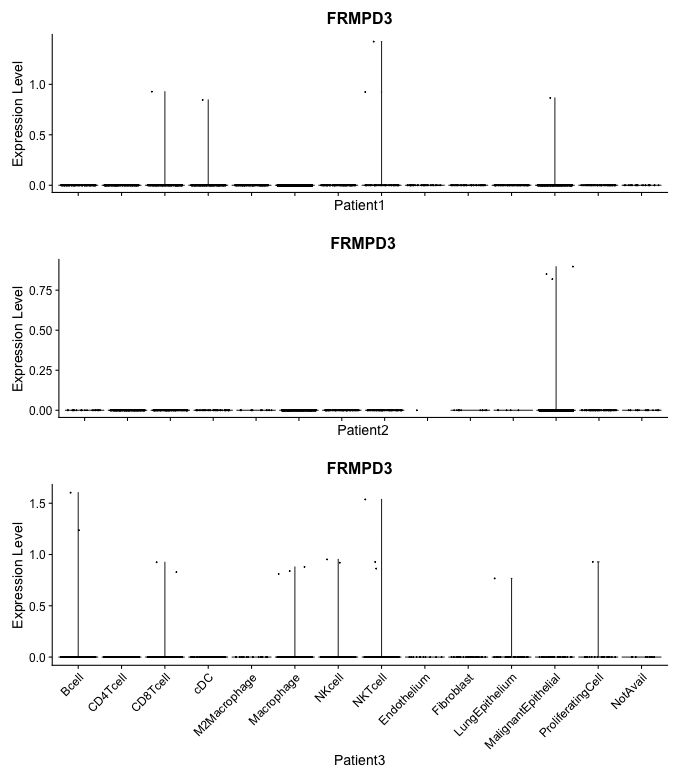 FRMPD3
Expression Level
1.0
0.5
0.0
Patient1
FRMPD3
Expression Level
0.75
0.50
0.25
0.00
Patient2
FRMPD3
Expression Level
1.5
1.0
0.5
0.0
Bcell
CD4Tcell
CD8Tcell
cDC
M2Macrophage
Macrophage
NKcell
NKTcell
Endothelium
Fibroblast
LungEpithelium
MalignantEpithelial
ProliferatingCell
NotAvail
Patient3